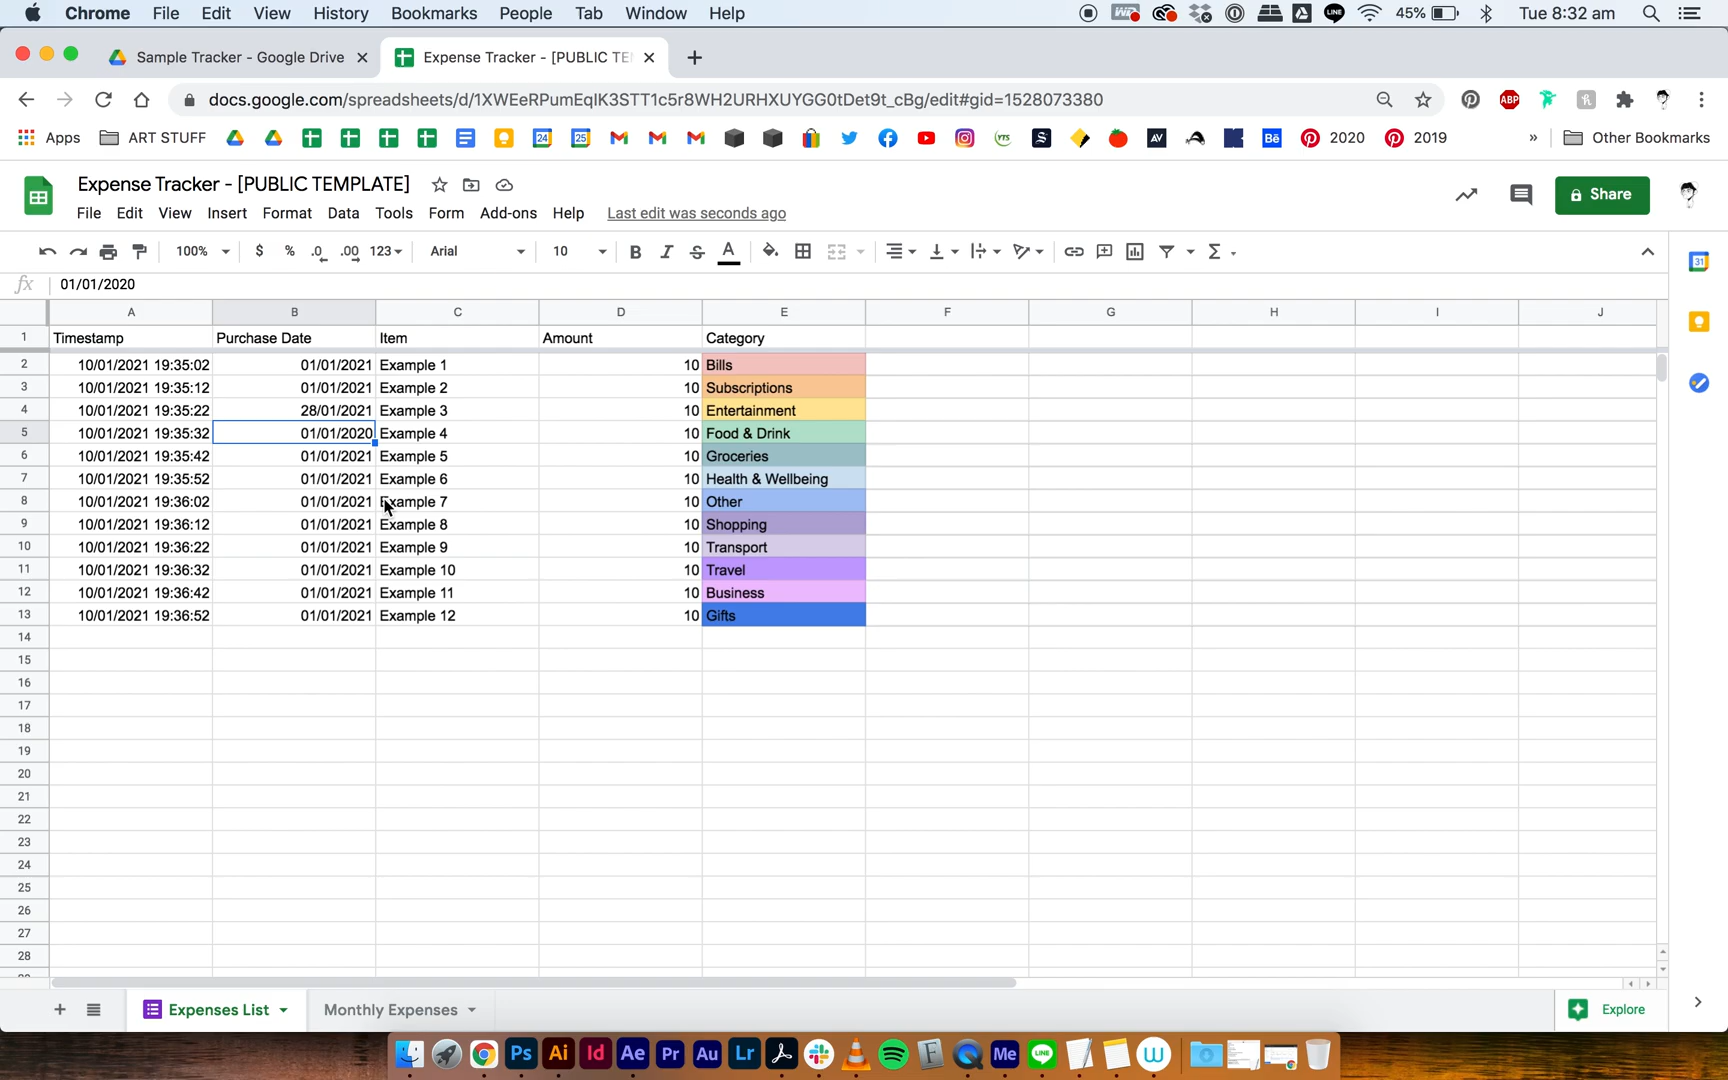 Chrome File Edit View History Bookmarks People Tab Window Help 45% Tue 8:32 am
Sample Tracker - Google Drive Expense Tracker - [PUBLIC TE
docs.google.com/spreadsheets/d/1XWEeRPumEqIK3STT1c5r8WH2URHXUYGG0tDet9t_cBg/edit#gid=1528073380
Apps ART STUFF 2020 2019 » Other Bookmarks
Expense Tracker - [PUBLIC TEMPLATE]
File Edit View Insert Format Data Tools Form Add-ons Help Last edit was seconds ago
Share
100% $ % .0 .00 123 Arial 10 B I S A Σ
fx 01/01/2020
A B C D E F G H I J
1 Timestamp Purchase Date Item Amount Category
2 10/01/2021 19:35:02 01/01/2021 Example 1 10 Bills
3 10/01/2021 19:35:12 01/01/2021 Example 2 10 Subscriptions
4 10/01/2021 19:35:22 28/01/2021 Example 3 10 Entertainment
5 10/01/2021 19:35:32 01/01/2020 Example 4 10 Food & Drink
6 10/01/2021 19:35:42 01/01/2021 Example 5 10 Groceries
7 10/01/2021 19:35:52 01/01/2021 Example 6 10 Health & Wellbeing
8 10/01/2021 19:36:02 01/01/2021 Example 7 10 Other
9 10/01/2021 19:36:12 01/01/2021 Example 8 10 Shopping
10 10/01/2021 19:36:22 01/01/2021 Example 9 10 Transport
11 10/01/2021 19:36:32 01/01/2021 Example 10 10 Travel
12 10/01/2021 19:36:42 01/01/2021 Example 11 10 Business
13 10/01/2021 19:36:52 01/01/2021 Example 12 10 Gifts
14
15
16
17
18
19
20
21
22
23
24
25
26
27
28
Expenses List Monthly Expenses Explore
Ps Ai Id Ae Pr Au Lr Me